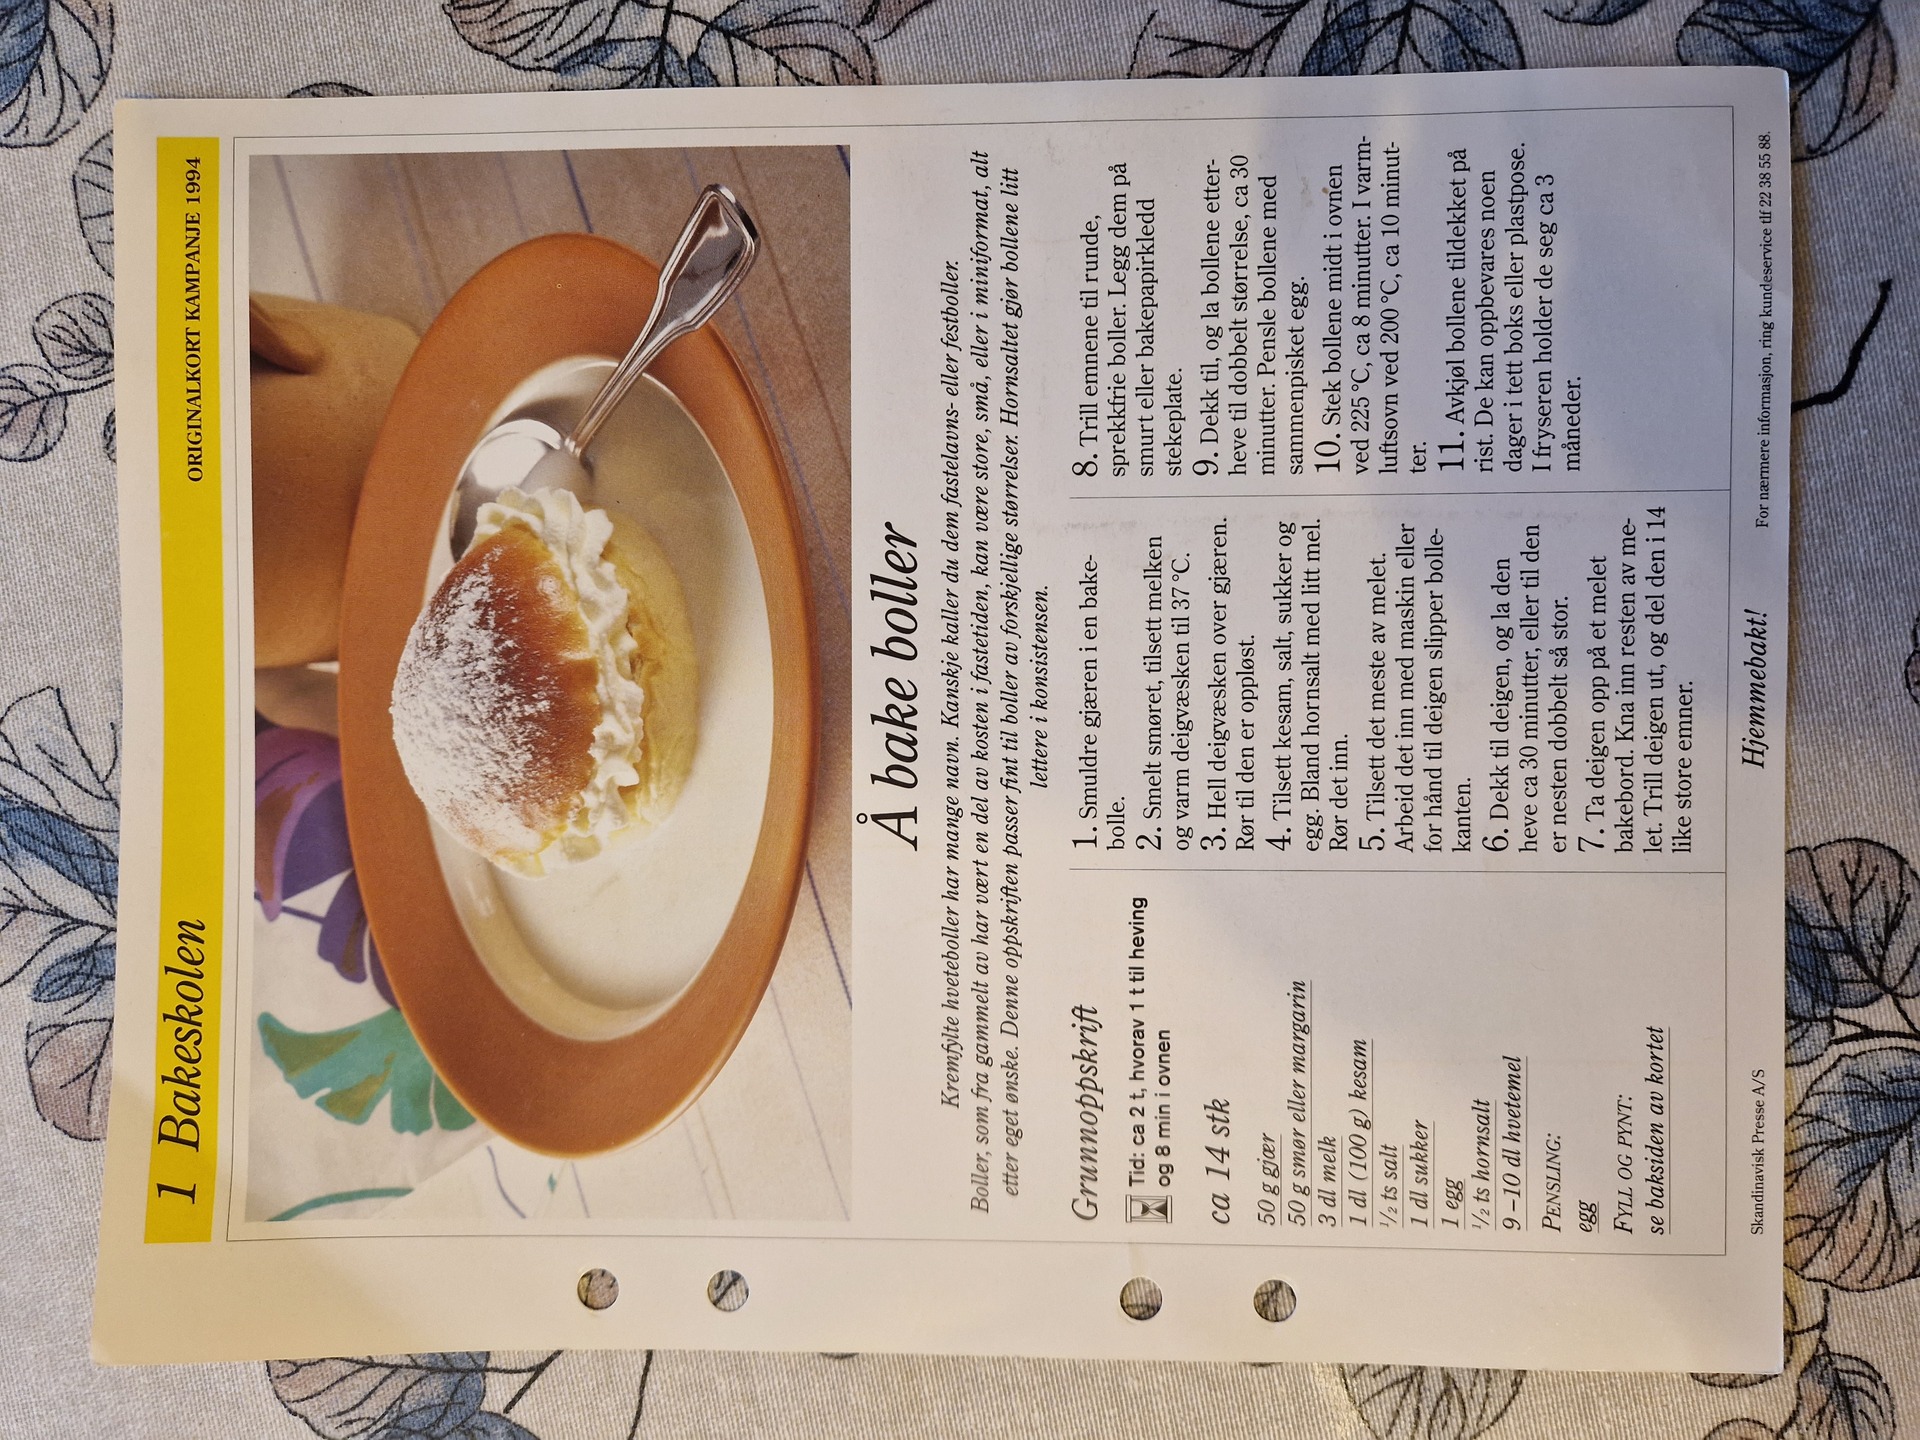 1 Bakeskolen
ORIGINALKORT KAMPANJE 1994
Å bake boller
Kremfylte hveteboller har mange navn. Kanskje kaller du dem fastelavns- eller festboller.
Boller, som fra gammelt av har vært en del av kosten i fastetiden, kan være store, små, eller i miniformat, alt
etter eget ønske. Denne oppskriften passer fint til boller av forskjellige størrelser. Hornsaltet gjør bollene litt
lettere i konsistensen.
Grunnoppskrift
Tid: ca 2 t, hvorav 1 t til heving
og 8 min i ovnen
ca 14 stk
50 g gjær
50 g smør eller margarin
3 dl melk
1 dl (100 g) kesam
1/2 ts salt
1 dl sukker
1 egg
1/2 ts hornsalt
9–10 dl hvetemel
PENSLING:
egg
FYLL OG PYNT:
se baksiden av kortet
1. Smuldre gjæren i en bake-
bolle.
2. Smelt smøret, tilsett melken
og varm deigvæsken til 37 °C.
3. Hell deigvæsken over gjæren.
Rør til den er oppløst.
4. Tilsett kesam, salt, sukker og
egg. Bland hornsalt med litt mel.
Rør det inn.
5. Tilsett det meste av melet.
Arbeid det inn med maskin eller
for hånd til deigen slipper bolle-
kanten.
6. Dekk til deigen, og la den
heve ca 30 minutter, eller til den
er nesten dobbelt så stor.
7. Ta deigen opp på et melet
bakebord. Kna inn resten av me-
let. Trill deigen ut, og del den i 14
like store emner.
8. Trill emnene til runde,
sprekkfrie boller. Legg dem på
smurt eller bakepapirkledd
stekeplate.
9. Dekk til, og la bollene etter-
heve til dobbelt størrelse, ca 30
minutter. Pensle bollene med
sammenpisket egg.
10. Stek bollene midt i ovnen
ved 225 °C, ca 8 minutter. I varm-
luftsovn ved 200 °C, ca 10 minut-
ter.
11. Avkjøl bollene tildekket på
rist. De kan oppbevares noen
dager i tett boks eller plastpose.
I fryseren holder de seg ca 3
måneder.
Skandinavisk Presse A/S
Hjemmebakt!
For nærmere informasjon, ring kundeservice tlf 22 38 55 88.